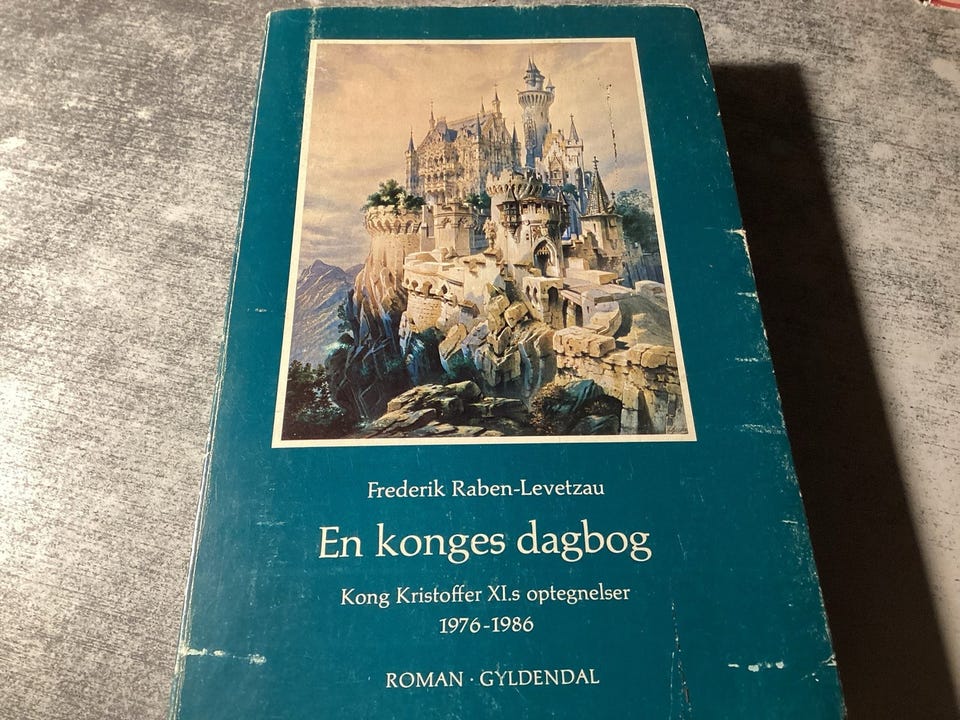 Frederik Raben-Levetzau
En konges dagbog
Kong Kristoffer XI.s optegnelser
1976-1986
ROMAN · GYLDENDAL